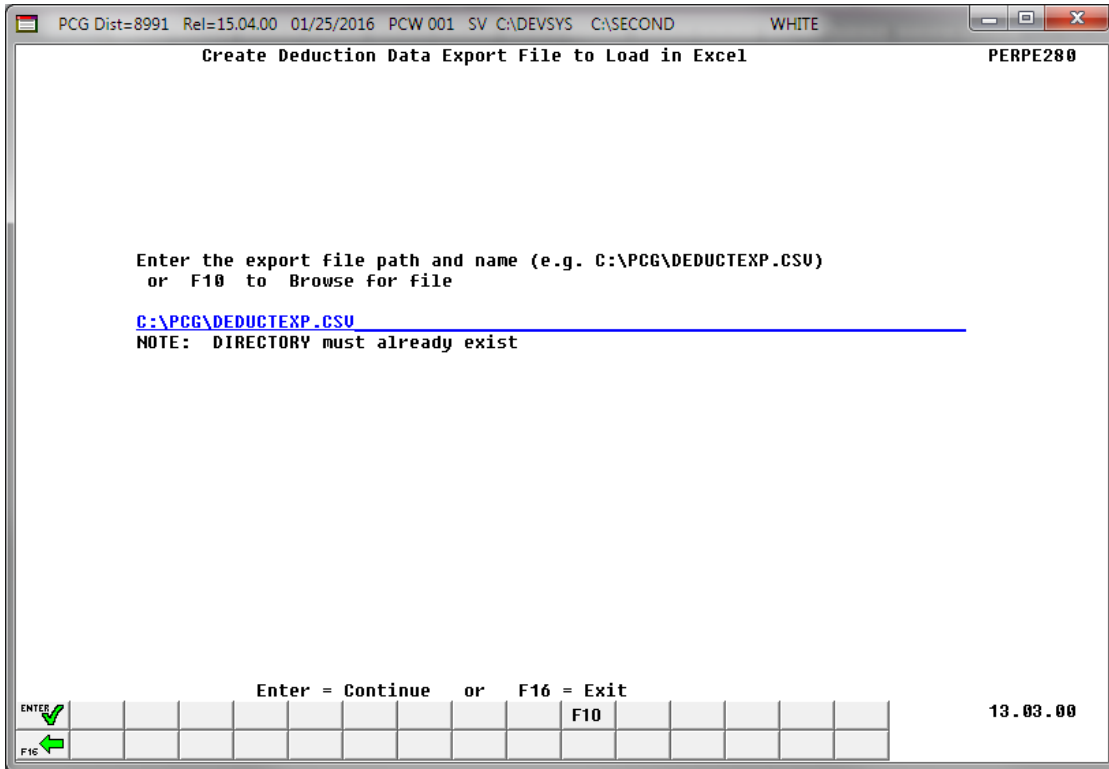 PCG Dist=8991 Rel=15.04.00 01/25/2016 PCW 001 SV C:\DEVSYS C:\SECOND WHITE
Create Deduction Data Export File to Load in Excel PERPE280
Enter the export file path and name (e.g. C:\PCG\DEDUCTEXP.CSV)
or F10 to Browse for file
C:\PCG\DEDUCTEXP.CSV
NOTE: DIRECTORY must already exist
Enter = Continue or F16 = Exit
ENTER F10 13.03.00
F16